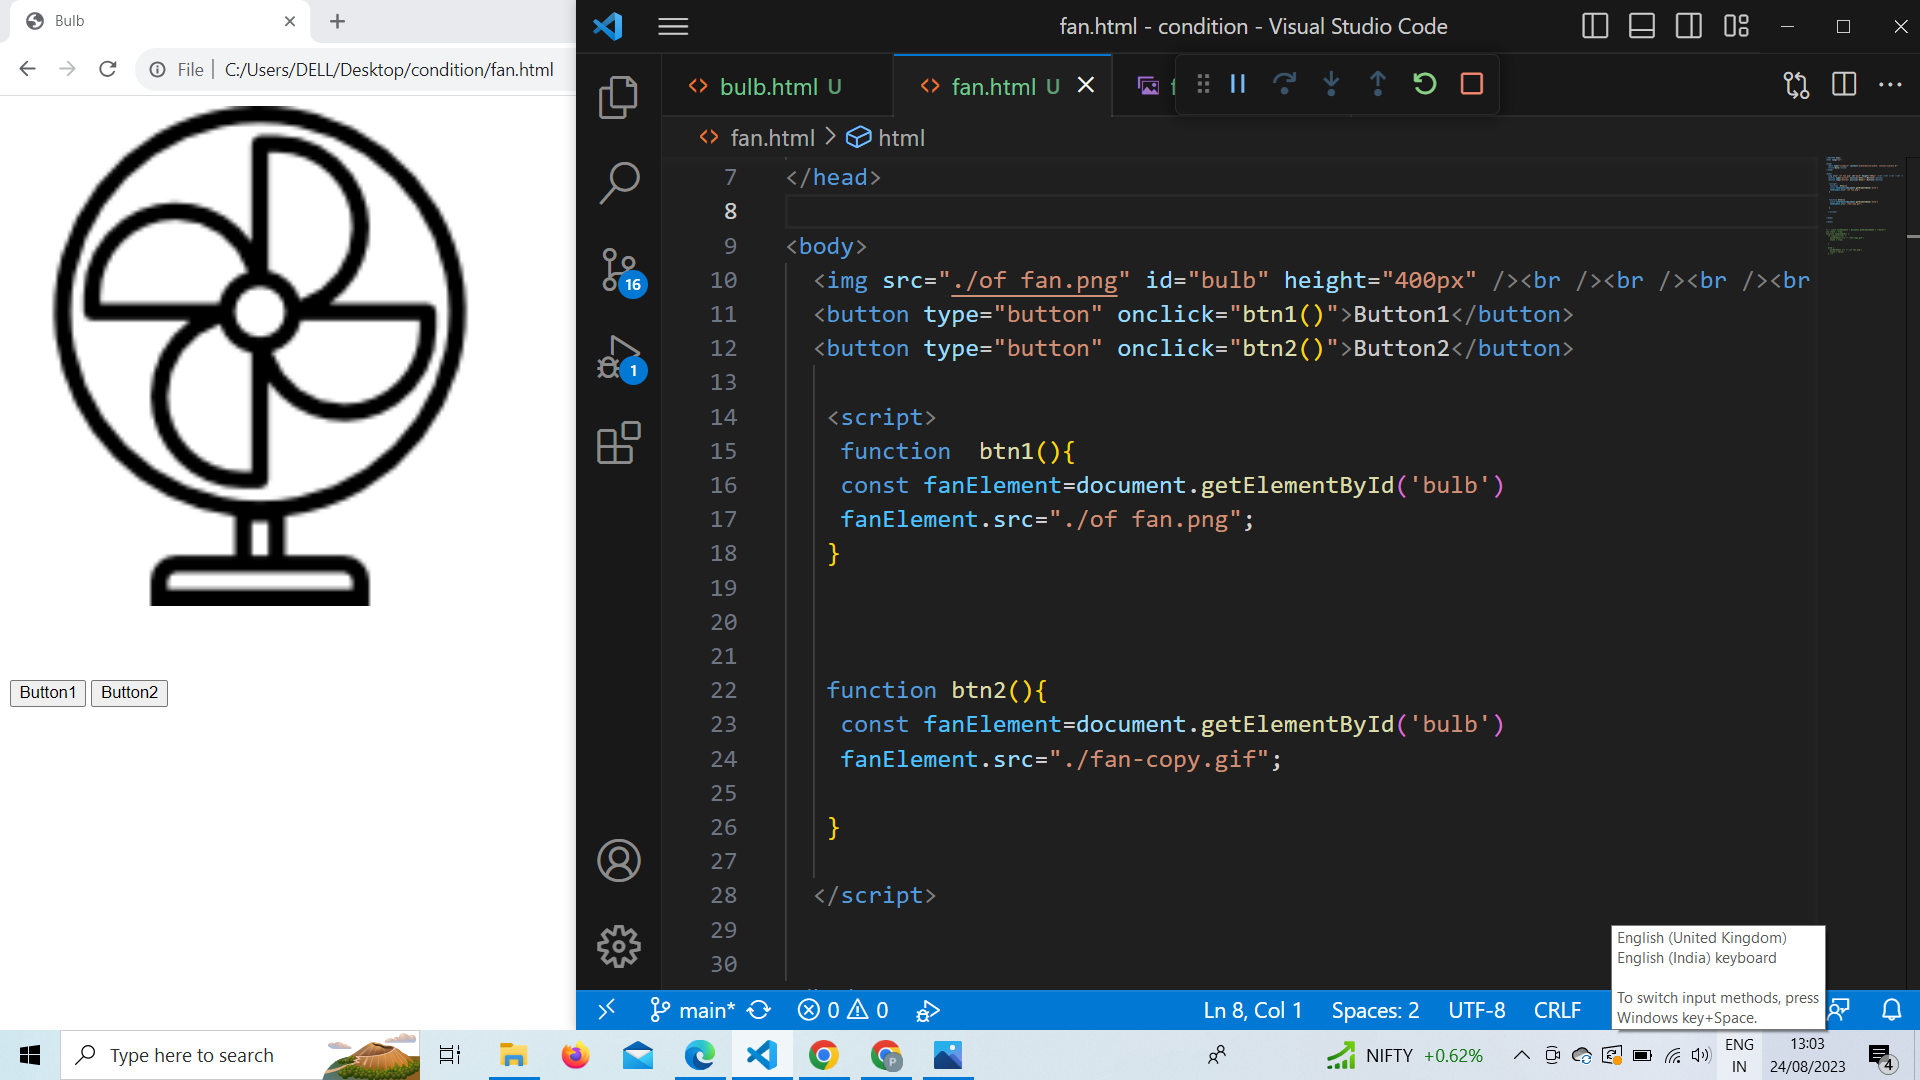 Bulb
File
C:/Users/DELL/Desktop/condition/fan.html
Button1 Button2
fan.html - condition - Visual Studio Code
bulb.html U
fan.html U
f
fan.html > html
7 </head>
8
9 <body>
10 <img src="./of fan.png" id="bulb" height="400px" /><br /><br /><br /><br
11 <button type="button" onclick="btn1()">Button1</button>
12 <button type="button" onclick="btn2()">Button2</button>
13
14 <script>
15 function  btn1(){
16 const fanElement=document.getElementById('bulb')
17 fanElement.src="./of fan.png";
18 }
19
20
21
22 function btn2(){
23 const fanElement=document.getElementById('bulb')
24 fanElement.src="./fan-copy.gif";
25
26 }
27
28 </script>
29
30
16
1
English (United Kingdom)
English (India) keyboard
To switch input methods, press
Windows key+Space.
main* 0 0 Ln 8, Col 1 Spaces: 2 UTF-8 CRLF
Type here to search
P
NIFTY +0.62%
ENG
IN
13:03
24/08/2023
4